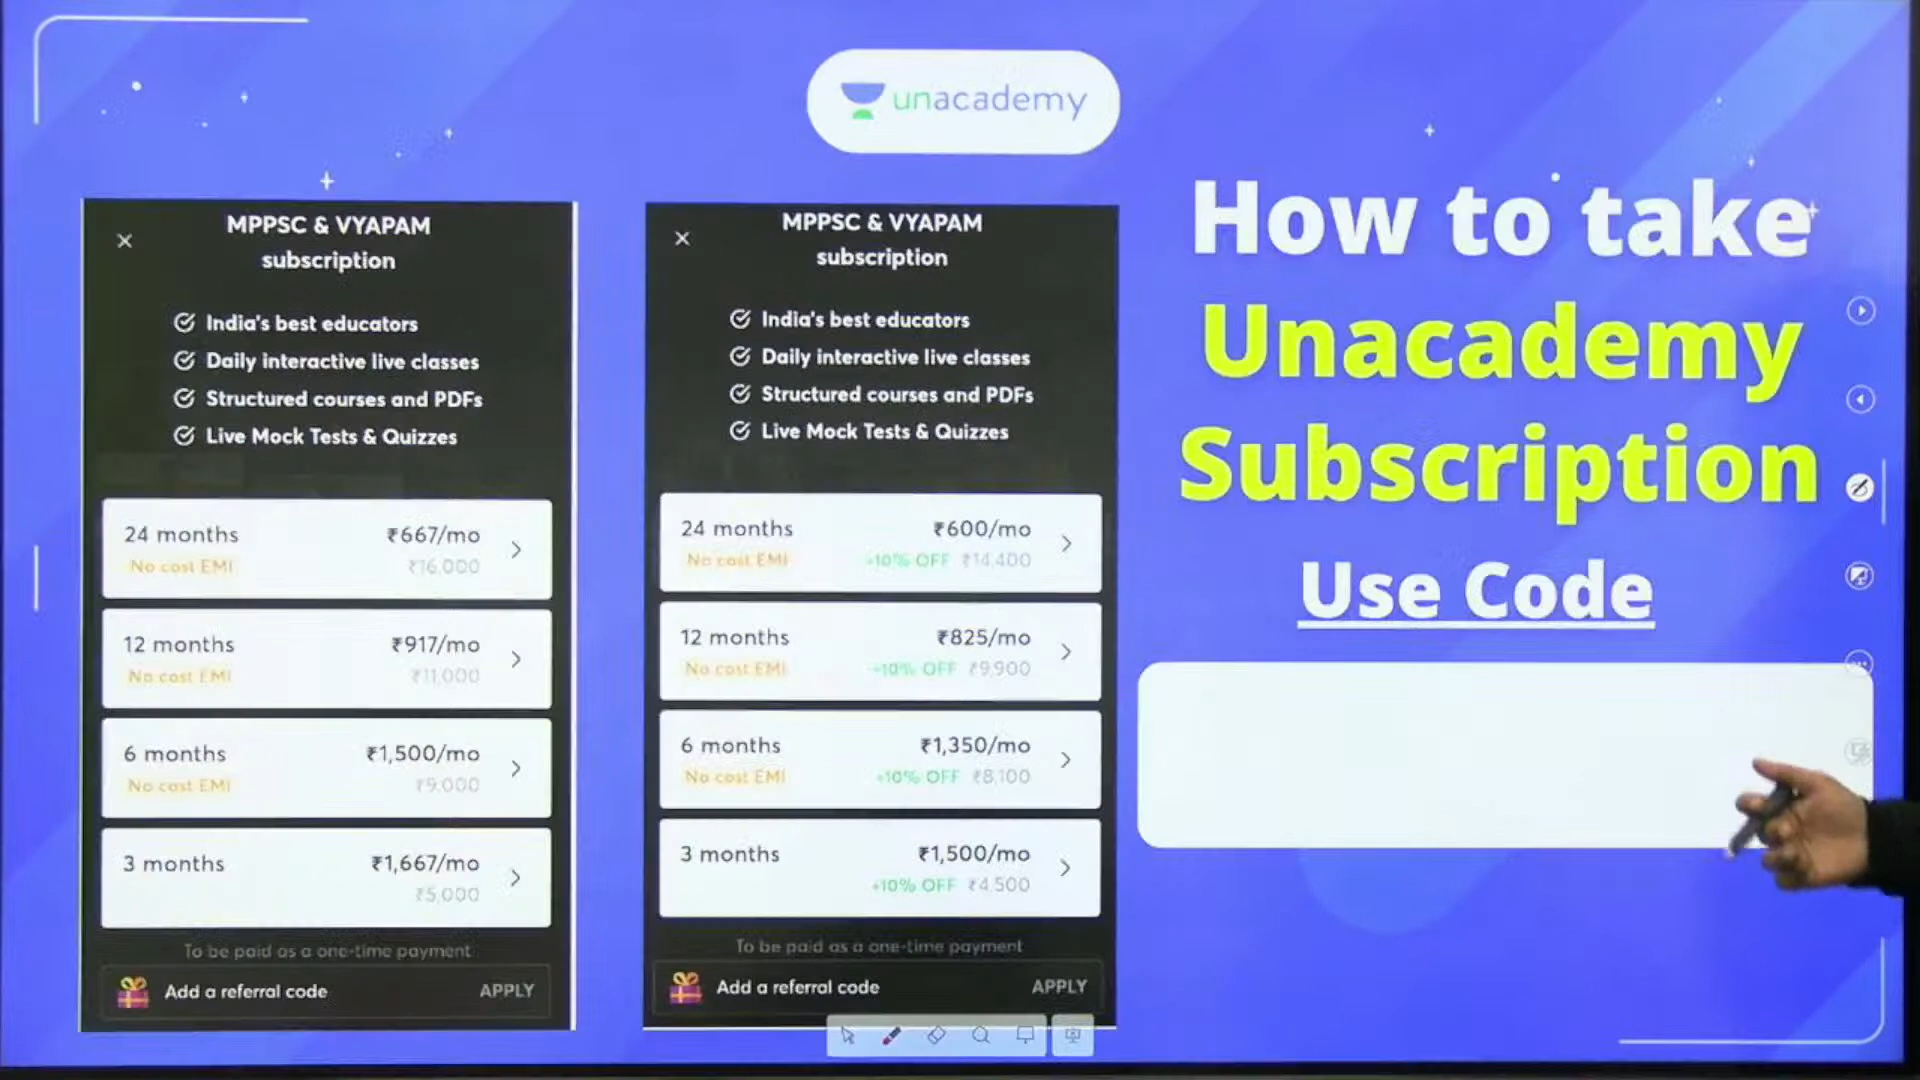 unacademy
MPPSC & VYAPAM
subscription
India's best educators
Daily interactive live classes
Structured courses and PDFs
Live Mock Tests & Quizzes
24 months ₹667/mo
No cost EMI ₹16,000
12 months ₹917/mo
No cost EMI ₹11,000
6 months ₹1,500/mo
No cost EMI ₹9,000
3 months ₹1,667/mo
₹5,000
To be paid as a one-time payment
Add a referral code APPLY
MPPSC & VYAPAM
subscription
India's best educators
Daily interactive live classes
Structured courses and PDFs
Live Mock Tests & Quizzes
24 months ₹600/mo
No cost EMI +10% OFF ₹14,400
12 months ₹825/mo
No cost EMI +10% OFF ₹9,900
6 months ₹1,350/mo
No cost EMI +10% OFF ₹8,100
3 months ₹1,500/mo
+10% OFF ₹4,500
To be paid as a one-time payment
Add a referral code APPLY
How to take
Unacademy
Subscription
Use Code